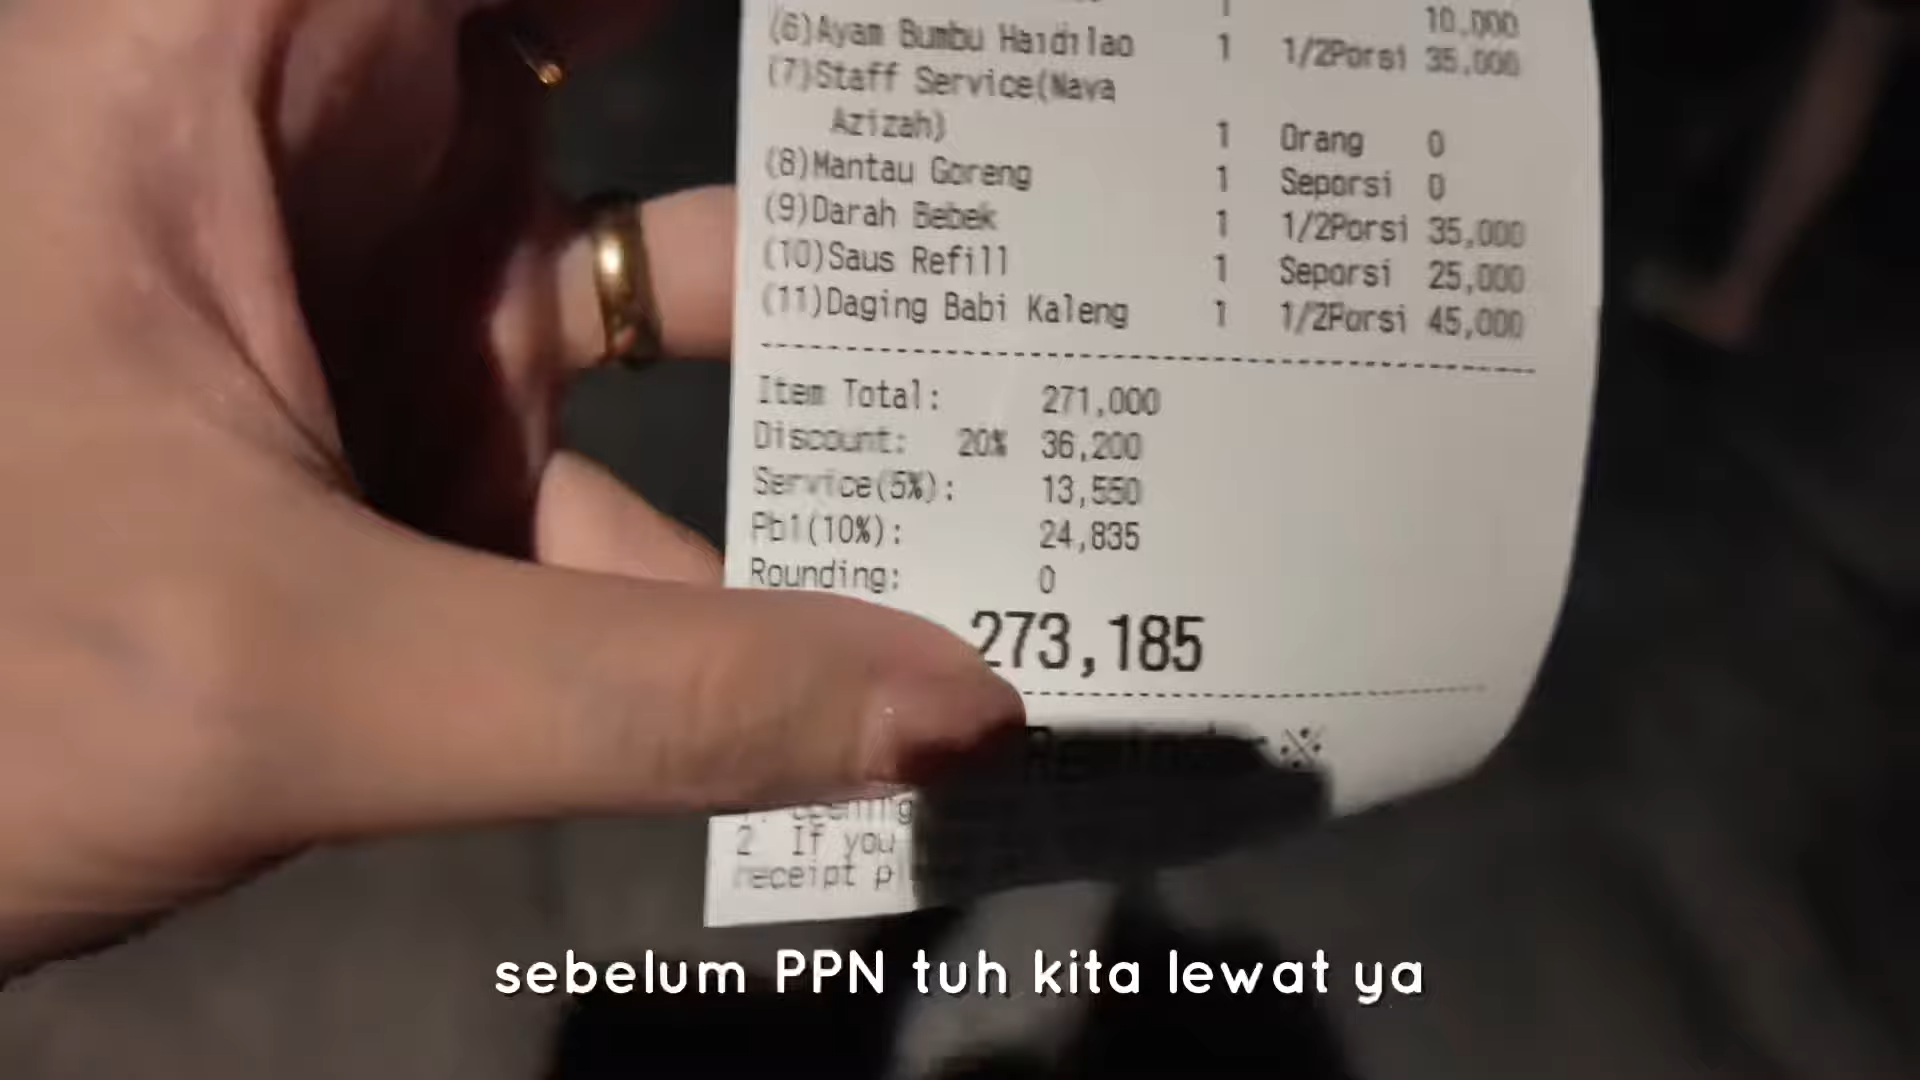 1 10,000
(6)Ayam Bumbu Haidilao 1 1/2Porsi 35,000
(7)Staff Service(Nava
Azizah) 1 Orang 0
(8)Mantau Goreng 1 Seporsi 0
(9)Darah Bebek 1 1/2Porsi 35,000
(10)Saus Refill 1 Seporsi 25,000
(11)Daging Babi Kaleng 1 1/2Porsi 45,000
Item Total: 271,000
Discount: 20% 36,200
Service(5%): 13,550
Pb1(10%): 24,835
Rounding: 0
273,185
※
2 If you
receipt
sebelum PPN tuh kita lewat ya